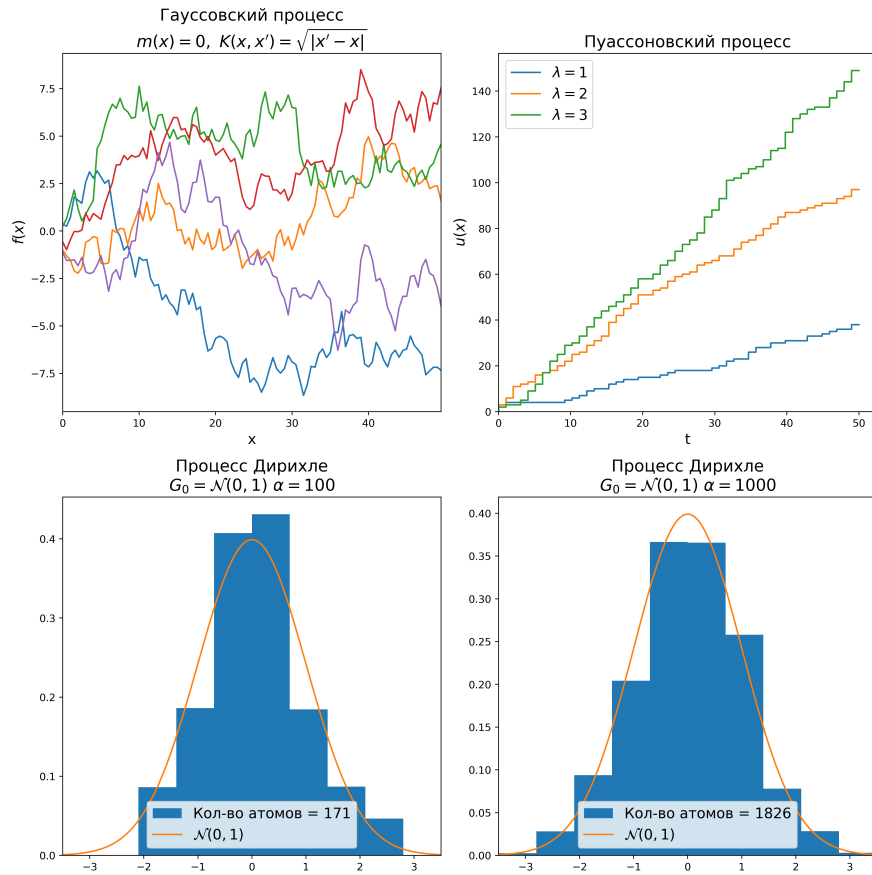 Гауссовский процесс
m(x) = 0, K(x, x′) = √|x′ − x|
f(x)
7.5
5.0
2.5
0.0
−2.5
−5.0
−7.5
0 10 20 30 40
x
Пуассоновский процесс
λ = 1
λ = 2
λ = 3
u(x)
140
120
100
80
60
40
20
0
0 10 20 30 40 50
t
Процесс Дирихле
G₀ = 𝒩(0, 1) α = 100
0.4
0.3
0.2
0.1
0.0
Кол-во атомов = 171
𝒩(0, 1)
−3 −2 −1 0 1 2 3
Процесс Дирихле
G₀ = 𝒩(0, 1) α = 1000
0.40
0.35
0.30
0.25
0.20
0.15
0.10
0.05
0.00
Кол-во атомов = 1826
𝒩(0, 1)
−3 −2 −1 0 1 2 3